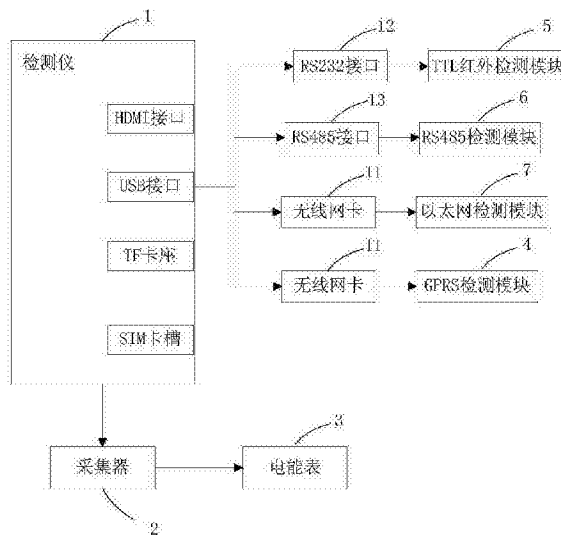 1
检测仪
HDMI接口
USB接口
TF卡座
SIM卡槽
12
RS232接口
5
TTL红外检测模块
13
RS485接口
6
RS485检测模块
11
无线网卡
7
以太网检测模块
11
无线网卡
4
GPRS检测模块
采集器
2
3
电能表